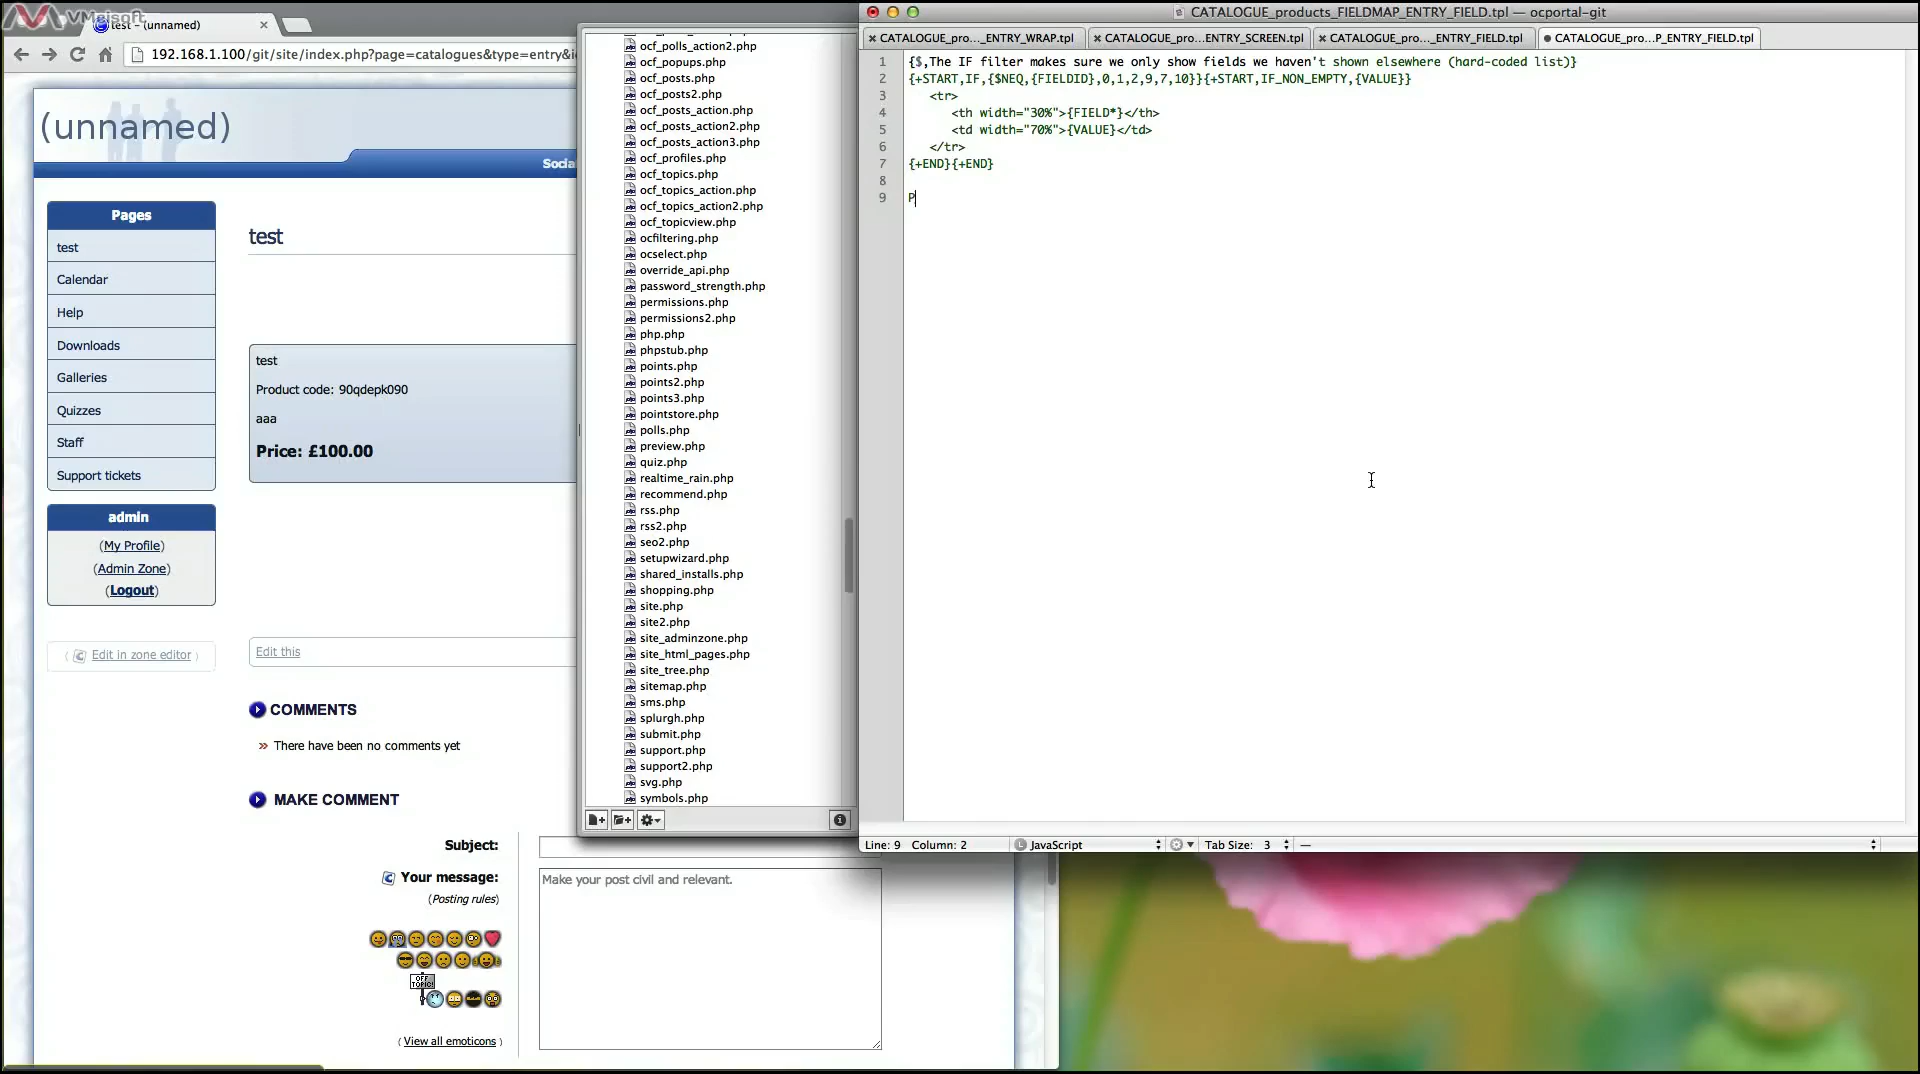 VMeisoft
test – (unnamed)
192.168.1.100/git/site/index.php?page=catalogues&type=entry&i
(unnamed)
Socia
Pages
test
Calendar
Help
Downloads
Galleries
Quizzes
Staff
Support tickets
admin
(My Profile)
(Admin Zone)
(Logout)
( Edit in zone editor )
test
test
Product code: 90qdepk090
aaa
Price: £100.00
Edit this
COMMENTS
» There have been no comments yet
MAKE COMMENT
Subject:
Your message:
(Posting rules)
Make your post civil and relevant.
OFF TOPIC!
( View all emoticons )
ocf_polls_action2.php
ocf_popups.php
ocf_posts.php
ocf_posts2.php
ocf_posts_action.php
ocf_posts_action2.php
ocf_posts_action3.php
ocf_profiles.php
ocf_topics.php
ocf_topics_action.php
ocf_topics_action2.php
ocf_topicview.php
ocfiltering.php
ocselect.php
override_api.php
password_strength.php
permissions.php
permissions2.php
php.php
phpstub.php
points.php
points2.php
points3.php
pointstore.php
polls.php
preview.php
quiz.php
realtime_rain.php
recommend.php
rss.php
rss2.php
seo2.php
setupwizard.php
shared_installs.php
shopping.php
site.php
site2.php
site_adminzone.php
site_html_pages.php
site_tree.php
sitemap.php
sms.php
splurgh.php
submit.php
support.php
support2.php
svg.php
symbols.php
CATALOGUE_products_FIELDMAP_ENTRY_FIELD.tpl — ocportal-git
CATALOGUE_pro..._ENTRY_WRAP.tpl
CATALOGUE_pro...ENTRY_SCREEN.tpl
CATALOGUE_pro..._ENTRY_FIELD.tpl
CATALOGUE_pro...P_ENTRY_FIELD.tpl
1 {$,The IF filter makes sure we only show fields we haven't shown elsewhere (hard-coded list)}
2 {+START,IF,{$NEQ,{FIELDID},0,1,2,9,7,10}}{+START,IF_NON_EMPTY,{VALUE}}
3 <tr>
4 <th width="30%">{FIELD*}</th>
5 <td width="70%">{VALUE}</td>
6 </tr>
7 {+END}{+END}
8
9 P
Line: 9 Column: 2
JavaScript
Tab Size: 3
—